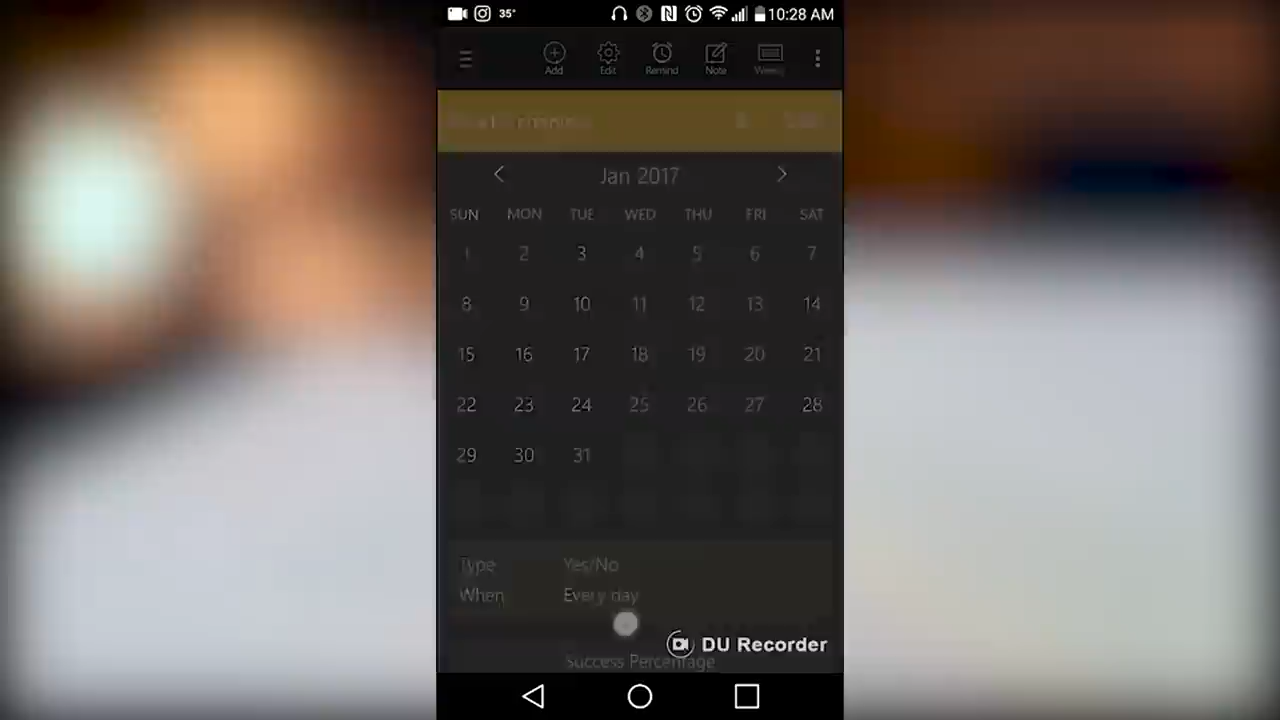 35° 10:28 AM
Add Edit Remind Note
Jan 2017
SUN MON TUE WED THU FRI SAT
1 2 3 4 5 6 7
8 9 10 11 12 13 14
15 16 17 18 19 20 21
22 23 24 25 26 27 28
29 30 31
Type Yes/No
When Every day
DU Recorder
Success Percentage